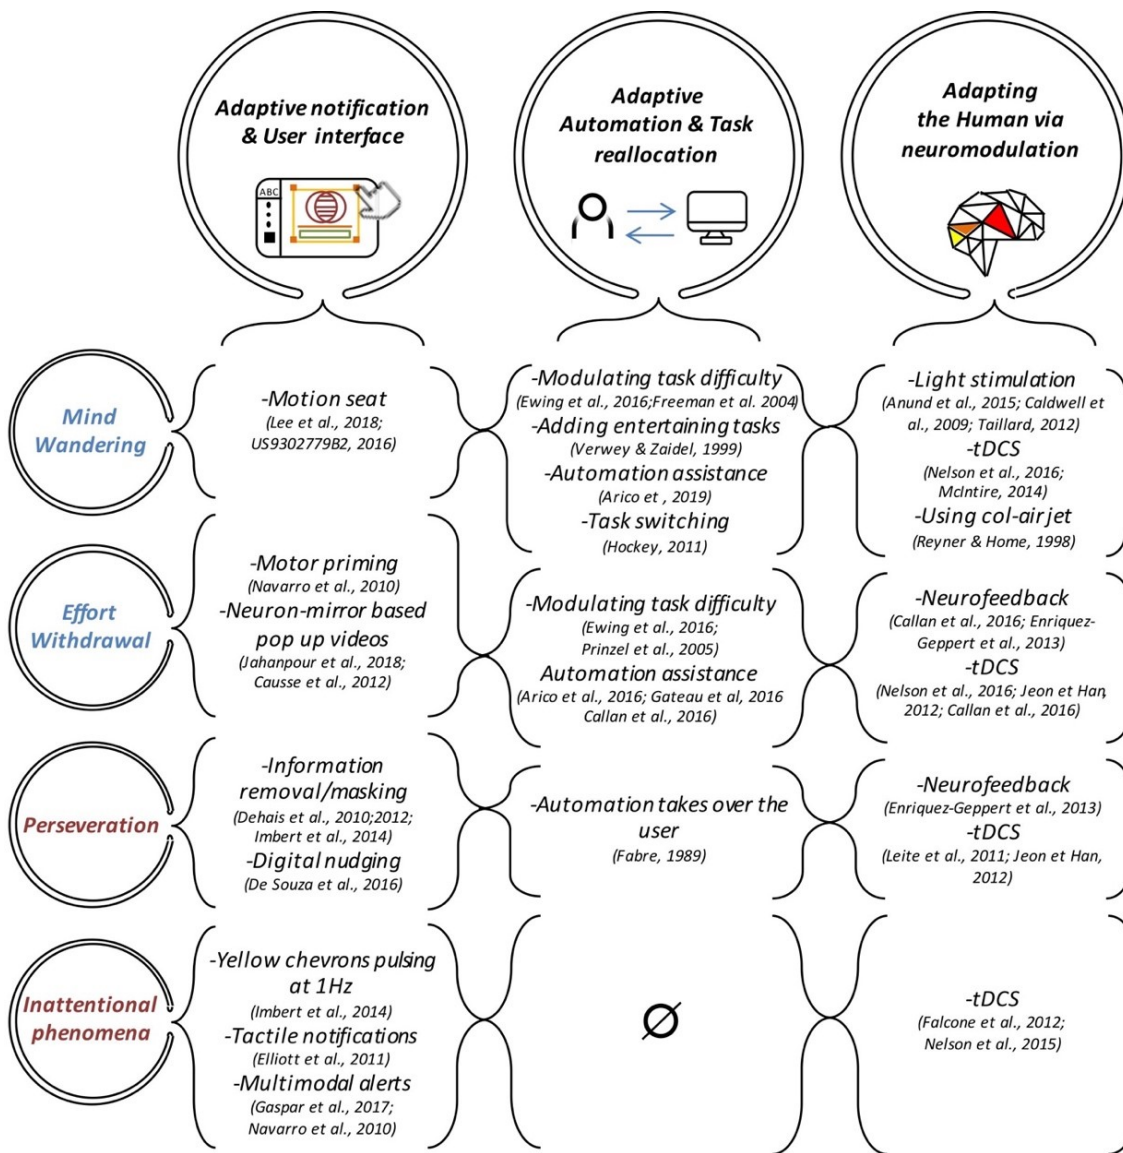 Adaptive notification
& User interface
ABC
Adaptive
Automation & Task
reallocation
Adapting
the Human via
neuromodulation
Mind
Wandering
-Motion seat
(Lee et al., 2018;
US9302779B2, 2016)
-Modulating task difficulty
(Ewing et al., 2016;Freeman et al. 2004)
-Adding entertaining tasks
(Verwey & Zaidel, 1999)
-Automation assistance
(Arico et , 2019)
-Task switching
(Hockey, 2011)
-Light stimulation
(Anund et al., 2015; Caldwell et
al., 2009; Taillard, 2012)
-tDCS
(Nelson et al., 2016;
McIntire, 2014)
-Using col-air jet
(Reyner & Home, 1998)
Effort
Withdrawal
-Motor priming
(Navarro et al., 2010)
-Neuron-mirror based
pop up videos
(Jahanpour et al., 2018;
Causse et al., 2012)
-Modulating task difficulty
(Ewing et al., 2016;
Prinzel et al., 2005)
Automation assistance
(Arico et al., 2016; Gateau et al, 2016
Callan et al., 2016)
-Neurofeedback
(Callan et al., 2016; Enriquez-
Geppert et al., 2013)
-tDCS
(Nelson et al., 2016; Jeon et Han,
2012; Callan et al., 2016)
Perseveration
-Information
removal/masking
(Dehais et al., 2010;2012;
Imbert et al., 2014)
-Digital nudging
(De Souza et al., 2016)
-Automation takes over the
user
(Fabre, 1989)
-Neurofeedback
(Enriquez-Geppert et al., 2013)
-tDCS
(Leite et al., 2011; Jeon et Han,
2012)
Inattentional
phenomena
-Yellow chevrons pulsing
at 1Hz
(Imbert et al., 2014)
-Tactile notifications
(Elliott et al., 2011)
-Multimodal alerts
(Gaspar et al., 2017;
Navarro et al., 2010)
Ø
-tDCS
(Falcone et al., 2012;
Nelson et al., 2015)